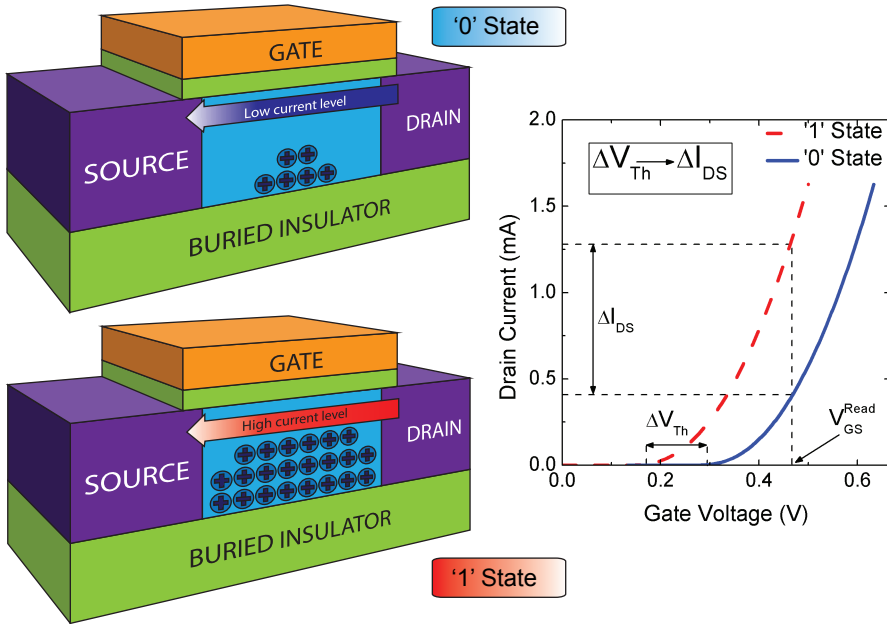 '0' State
GATE
Low current level
SOURCE
DRAIN
BURIED INSULATOR
GATE
High current level
SOURCE
DRAIN
BURIED INSULATOR
'1' State
'1' State
'0' State
ΔV_Th → ΔI_DS
2.0
1.5
1.0
0.5
0.0
Drain Current (mA)
ΔI_DS
ΔV_Th
V_GS^Read
0.0 0.2 0.4 0.6
Gate Voltage (V)